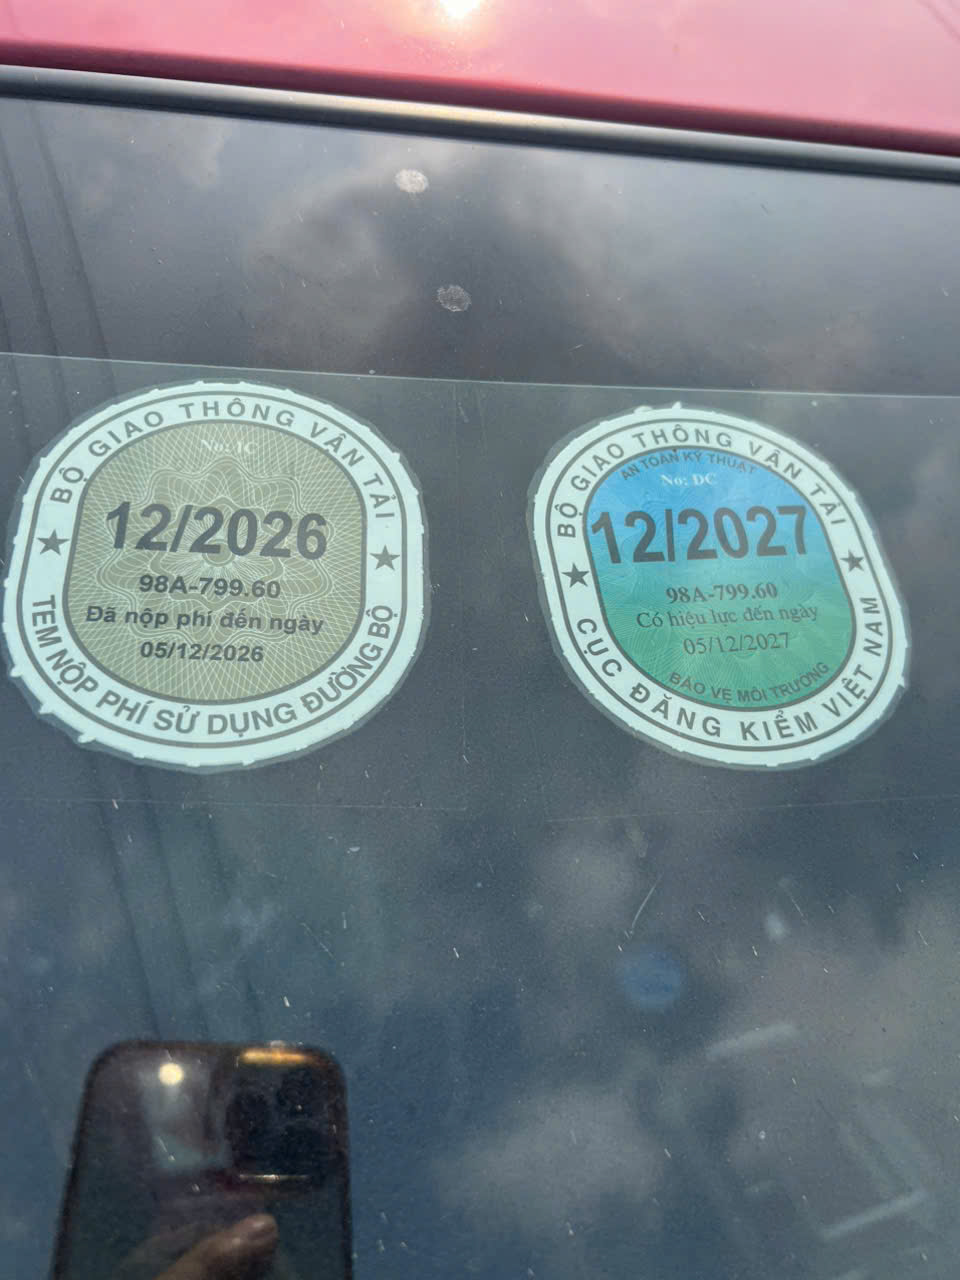 BỘ GIAO THÔNG VẬN TẢI
No: DC
12/2026
98A-799.60
Đã nộp phí đến ngày
05/12/2026
TEM NỘP PHÍ SỬ DỤNG ĐƯỜNG BỘ
BỘ GIAO THÔNG VẬN TẢI
AN TOÀN KỸ THUẬT
No: DC
12/2027
98A-799.60
Có hiệu lực đến ngày
05/12/2027
BẢO VỆ MÔI TRƯỜNG
CỤC ĐĂNG KIỂM VIỆT NAM